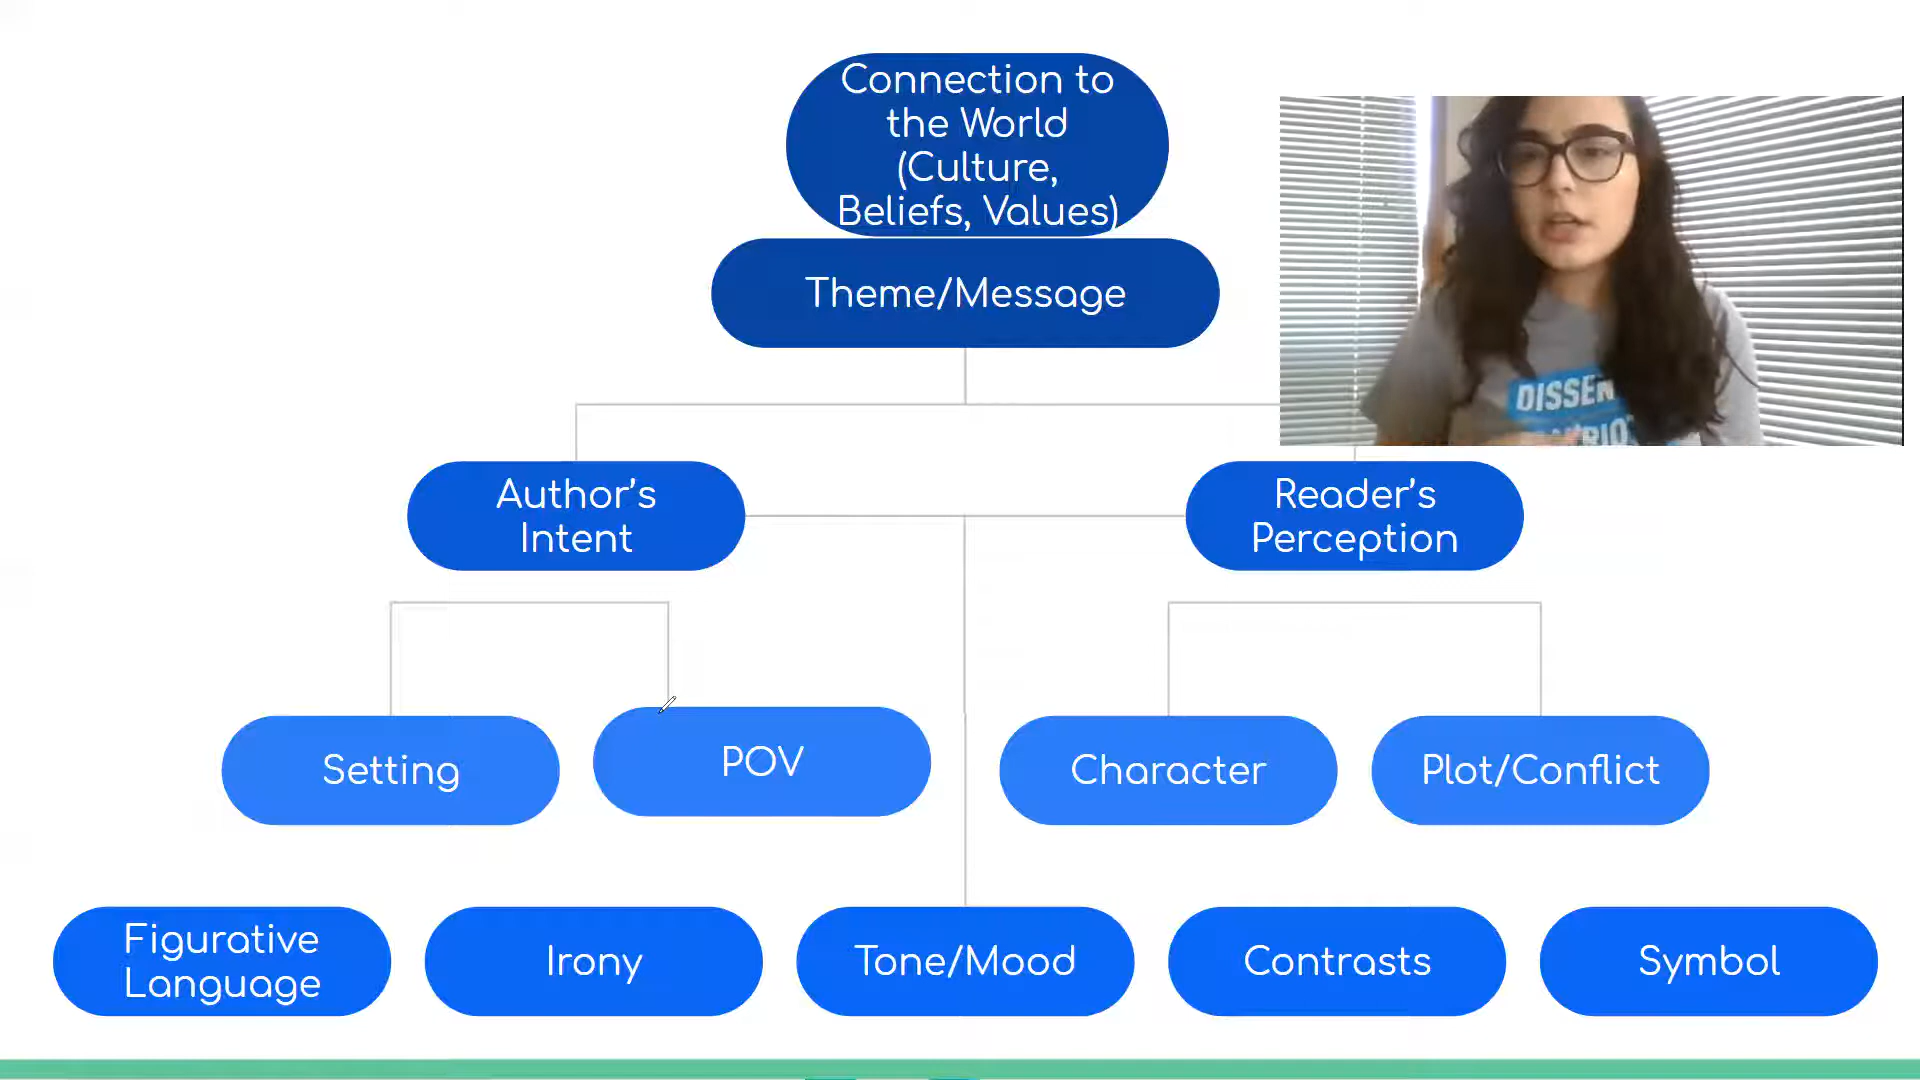 Connection to
the World
(Culture,
Beliefs, Values)
Theme/Message
Author's
Intent
Reader's
Perception
Setting
POV
Character
Plot/Conflict
Figurative
Language
Irony
Tone/Mood
Contrasts
Symbol